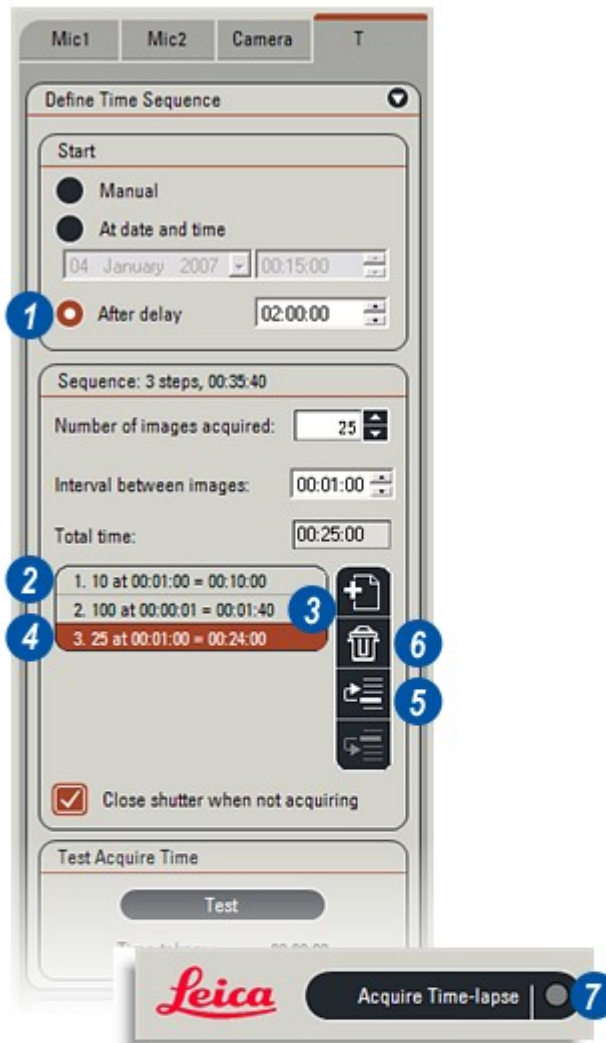 Mic1 Mic2 Camera T
Define Time Sequence
Start
Manual
At date and time
04 January 2007 00:15:00
1 After delay 02:00:00
Sequence: 3 steps, 00:35:40
Number of images acquired: 25
Interval between images: 00:01:00
Total time: 00:25:00
2 1. 10 at 00:01:00 = 00:10:00
2. 100 at 00:00:01 = 00:01:40 3
4 3. 25 at 00:01:00 = 00:24:00
6
5
Close shutter when not acquiring
Test Acquire Time
Test
Leica Acquire Time-lapse 7